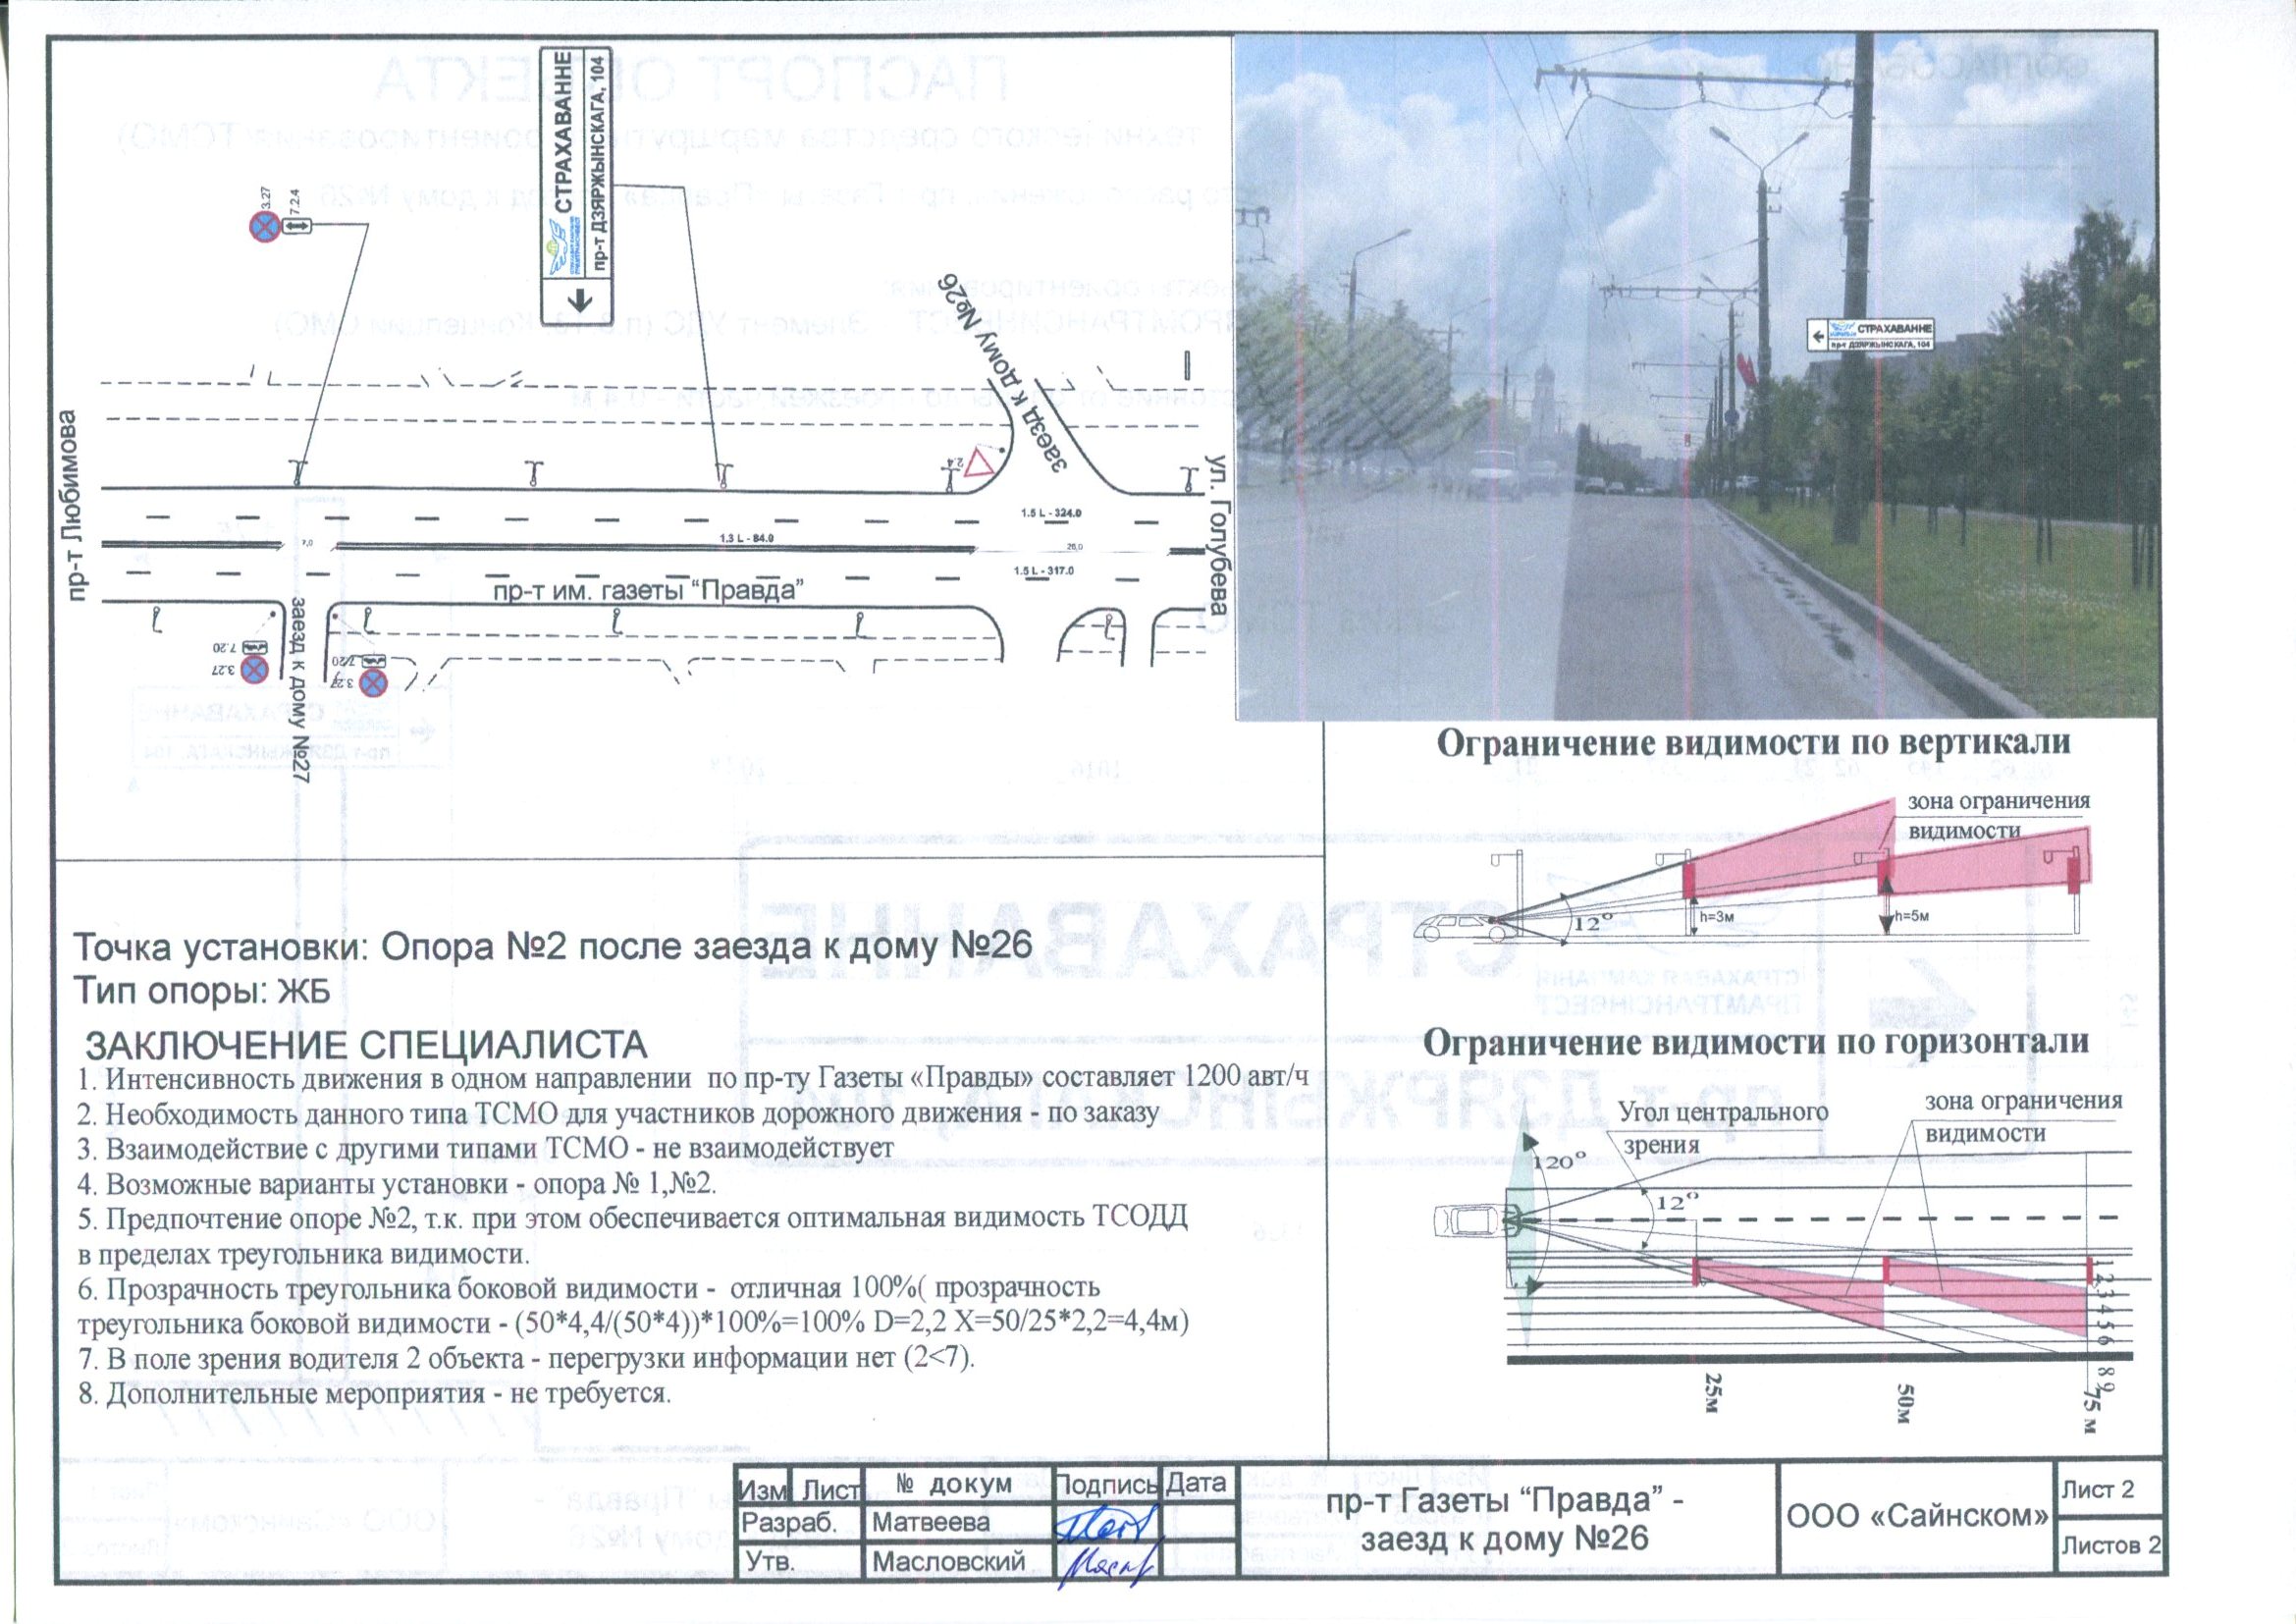 СТРАХАВАННЕ
пр-т ДЗЯРЖЫНСКАГА, 104
3.27
7.2.4
заезд к дому №26
пр-т Любимова
ул. Голубева
2.4
1.5 L - 324.0
1.3 L - 84.0
7,0
26,0
1.5 L - 317.0
пр-т им. газеты “Правда”
7.20
3.27
7.20
3.27
заезд к дому №27
СТРАХАВАННЕ
пр-т ДЗЯРЖЫНСКАГА, 104
Ограничение видимости по вертикали
зона ограничения
видимости
12°
h=3м
h=5м
Точка установки: Опора №2 после заезда к дому №26
Тип опоры: ЖБ
ЗАКЛЮЧЕНИЕ СПЕЦИАЛИСТА
1. Интенсивность движения в одном направлении по пр-ту Газеты «Правды» составляет 1200 авт/ч
2. Необходимость данного типа ТСМО для участников дорожного движения - по заказу
3. Взаимодействие с другими типами ТСМО - не взаимодействует
4. Возможные варианты установки - опора № 1,№2.
5. Предпочтение опоре №2, т.к. при этом обеспечивается оптимальная видимость ТСОДД
в пределах треугольника видимости.
6. Прозрачность треугольника боковой видимости - отличная 100%( прозрачность
треугольника боковой видимости - (50*4,4/(50*4))*100%=100% D=2,2 X=50/25*2,2=4,4м)
7. В поле зрения водителя 2 объекта - перегрузки информации нет (2<7).
8. Дополнительные мероприятия - не требуется.
Ограничение видимости по горизонтали
Угол центрального
зрения
зона ограничения
видимости
120°
12°
1 2 3 4 5 6 8 9
25м
50м
75 м
Изм Лист № докум Подпись Дата
Разраб. Матвеева
Утв. Масловский
пр-т Газеты “Правда” -
заезд к дому №26
ООО «Сайнском»
Лист 2
Листов 2